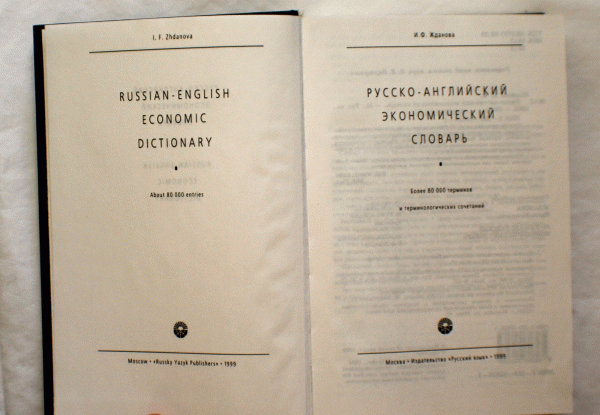 I. F. Zhdanova
RUSSIAN-ENGLISH
ECONOMIC
DICTIONARY
About 80 000 entries
Moscow • «Russky Yazyk Publishers» • 1999
И.Ф. Жданова
РУССКО-АНГЛИЙСКИЙ
ЭКОНОМИЧЕСКИЙ
СЛОВАРЬ
Более 80 000 терминов
и терминологических сочетаний
Москва • Издательство «Русский язык» • 1999